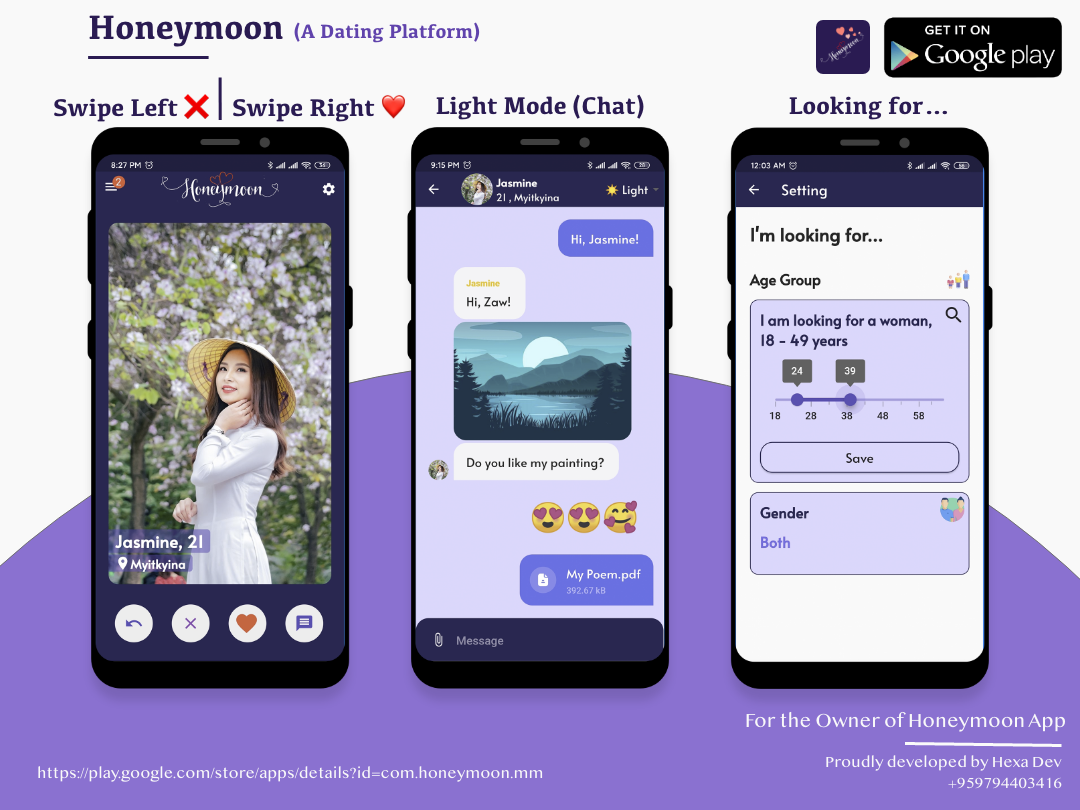 Honeymoon (A Dating Platform)
GET IT ON
Google play
Honeymoon
Swipe Left ❌ | Swipe Right ❤️
Light Mode (Chat)
Looking for...
8:27 PM
56
2
Honeymoon
Jasmine, 21
Myitkyina
9:15 PM
Jasmine
21 , Myitkyina
Light
Hi, Jasmine!
Jasmine
Hi, Zaw!
Do you like my painting?
😍😍🥰
My Poem.pdf
392.67 kB
Message
12:03 AM
Setting
I'm looking for...
Age Group
I am looking for a woman,
18 - 49 years
24 39
18 28 38 48 58
Save
Gender
Both
For the Owner of Honeymoon App
https://play.google.com/store/apps/details?id=com.honeymoon.mm
Proudly developed by Hexa Dev
+959794403416